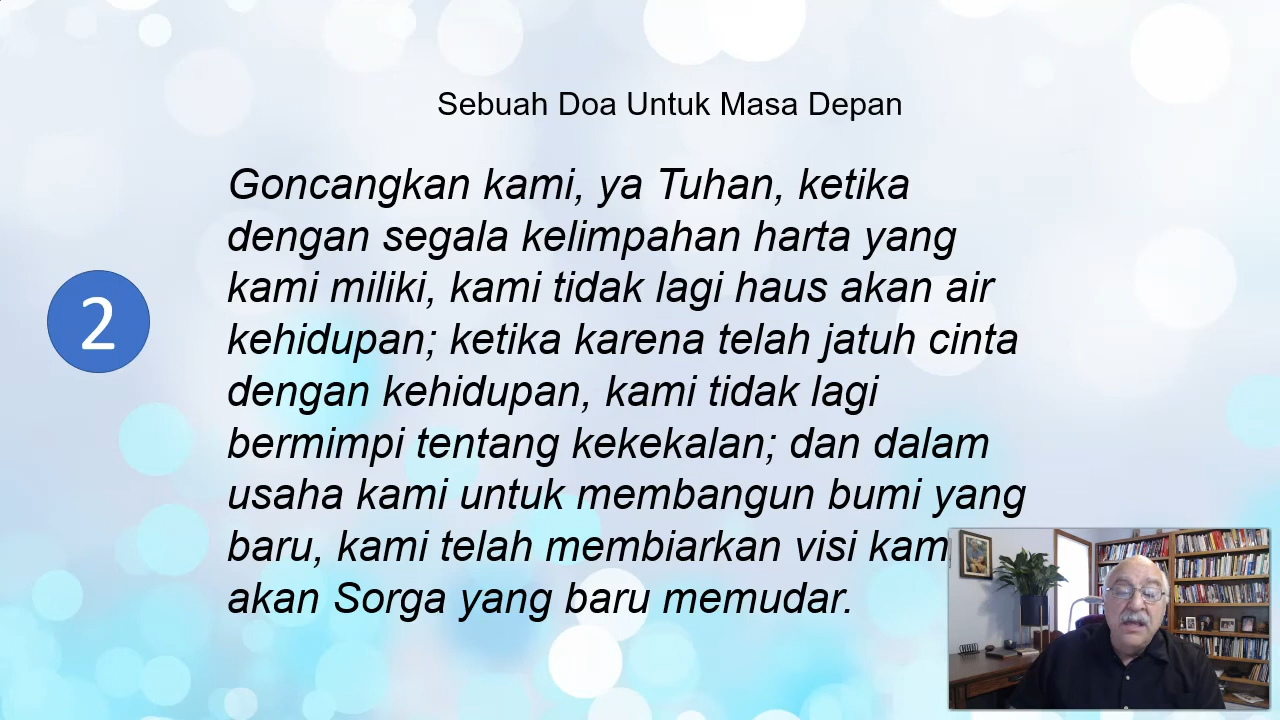 Sebuah Doa Untuk Masa Depan
Goncangkan kami, ya Tuhan, ketika
dengan segala kelimpahan harta yang
kami miliki, kami tidak lagi haus akan air
2
kehidupan; ketika karena telah jatuh cinta
dengan kehidupan, kami tidak lagi
bermimpi tentang kekekalan; dan dalam
usaha kami untuk membangun bumi yang
baru, kami telah membiarkan visi kam
akan Sorga yang baru memudar.